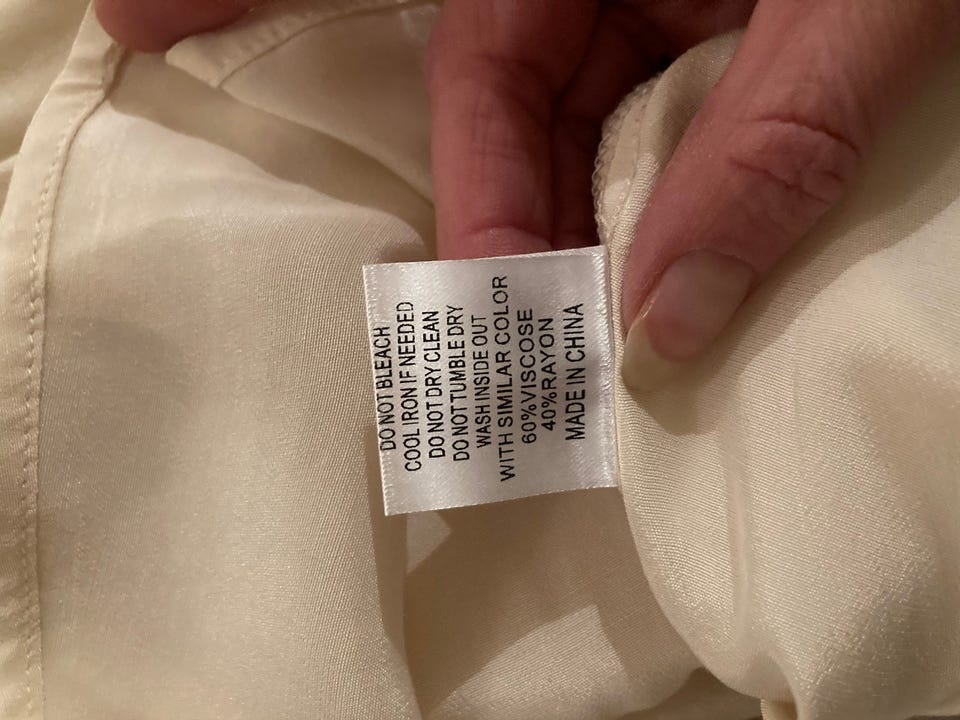 DO NOT BLEACH
COOL IRON IF NEEDED
DO NOT DRY CLEAN
DO NOT TUMBLE DRY
WASH INSIDE OUT
WITH SIMILAR COLOR
60%VISCOSE
40%RAYON
MADE IN CHINA